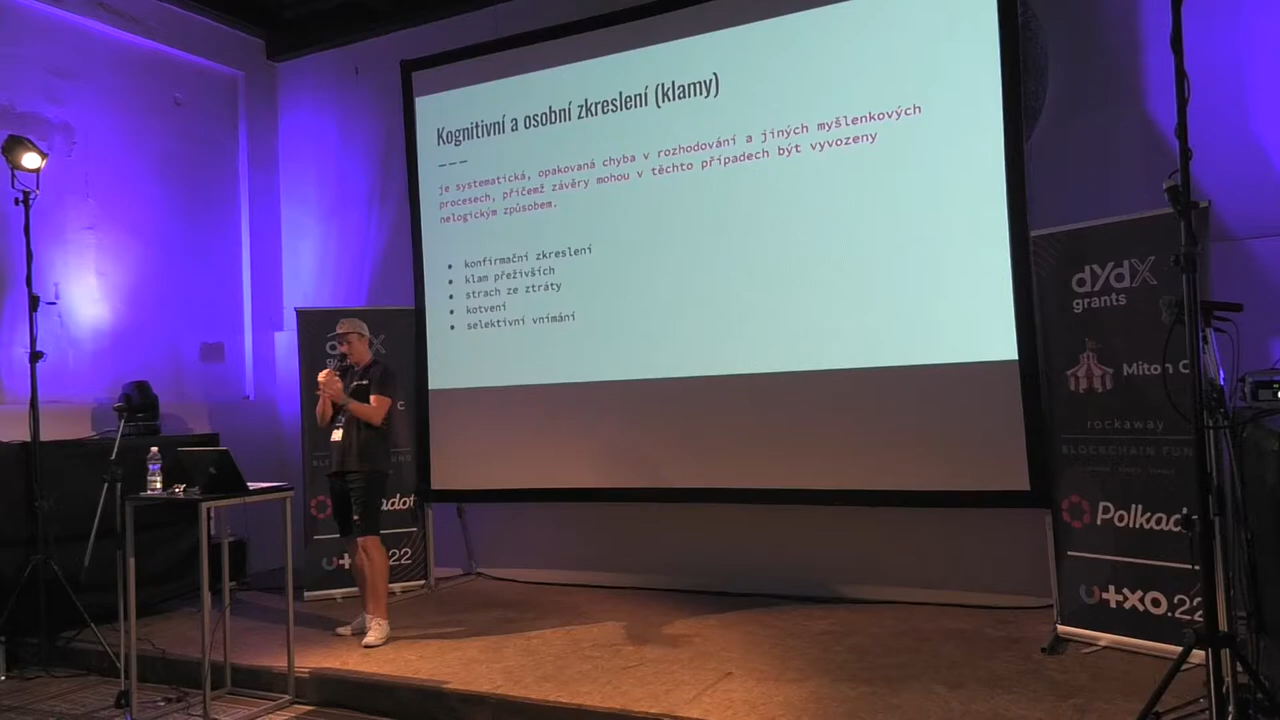 Kognitivní a osobní zkreslení (klamy)
je systematická, opakovaná chyba v rozhodování a jiných myšlenkových
procesech, přičemž závěry mohou v těchto případech být vyvozeny
nelogickým způsobem.
• konfirmační zkreslení
• klam přeživších
• strach ze ztráty
• kotvení
• selektivní vnímání
dYdX
grants
Miton C
rockaway
BLOCKCHAIN FUN
Polkad
U+XO.22
adot
22